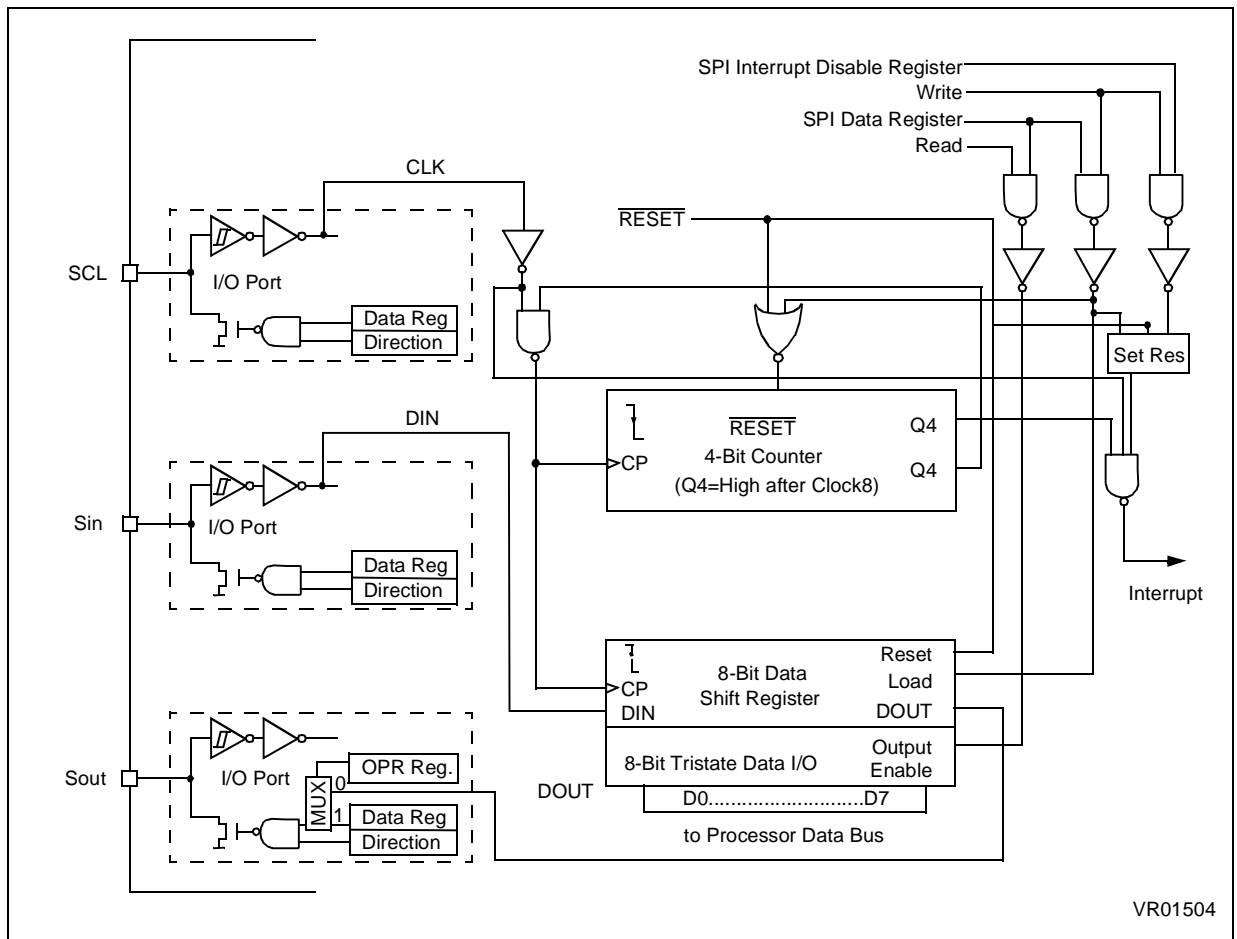 SPI Interrupt Disable Register
Write
SPI Data Register
Read
CLK
RESET
SCL
I/O Port
Data Reg
Direction
Set Res
DIN
RESET
Q4
4-Bit Counter
CP
Q4
(Q4=High after Clock8)
Sin
I/O Port
Data Reg
Direction
Interrupt
Reset
8-Bit Data
Load
CP
Shift Register
DIN
DOUT
Sout
I/O Port
OPR Reg.
MUX
0
1
Data Reg
Direction
DOUT
8-Bit Tristate Data I/O
Output
Enable
D0............................D7
to Processor Data Bus
VR01504